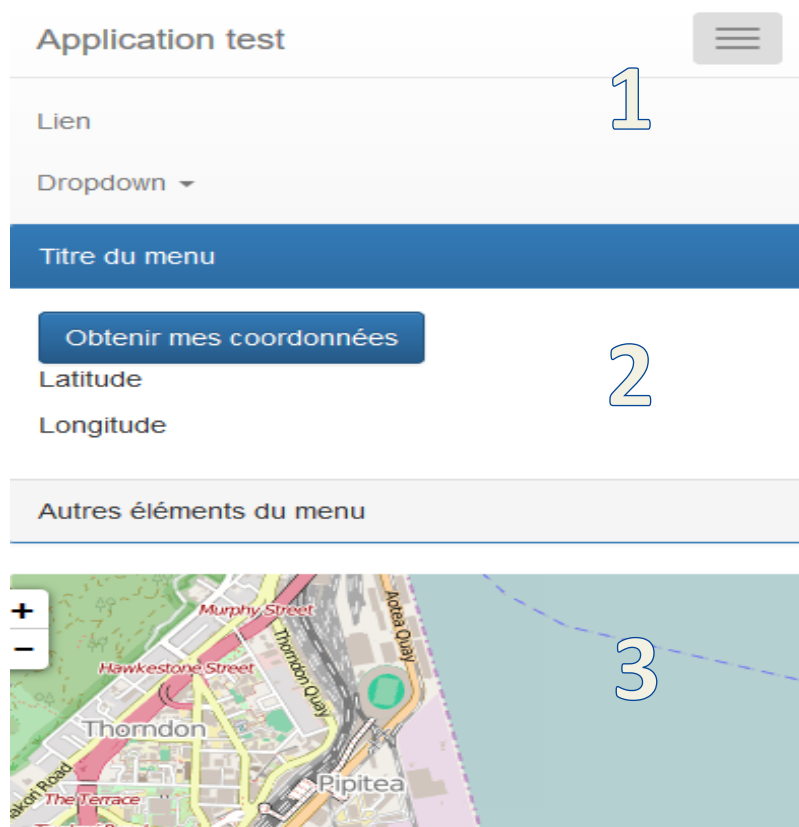 Application test
1
Lien
Dropdown
Titre du menu
Obtenir mes coordonnées
2
Latitude
Longitude
Autres éléments du menu
+
Murphy Street
Aotea Quay
−
Hawkestone Street
Thorndon Quay
3
Thorndon
Pipitea
The Terrace